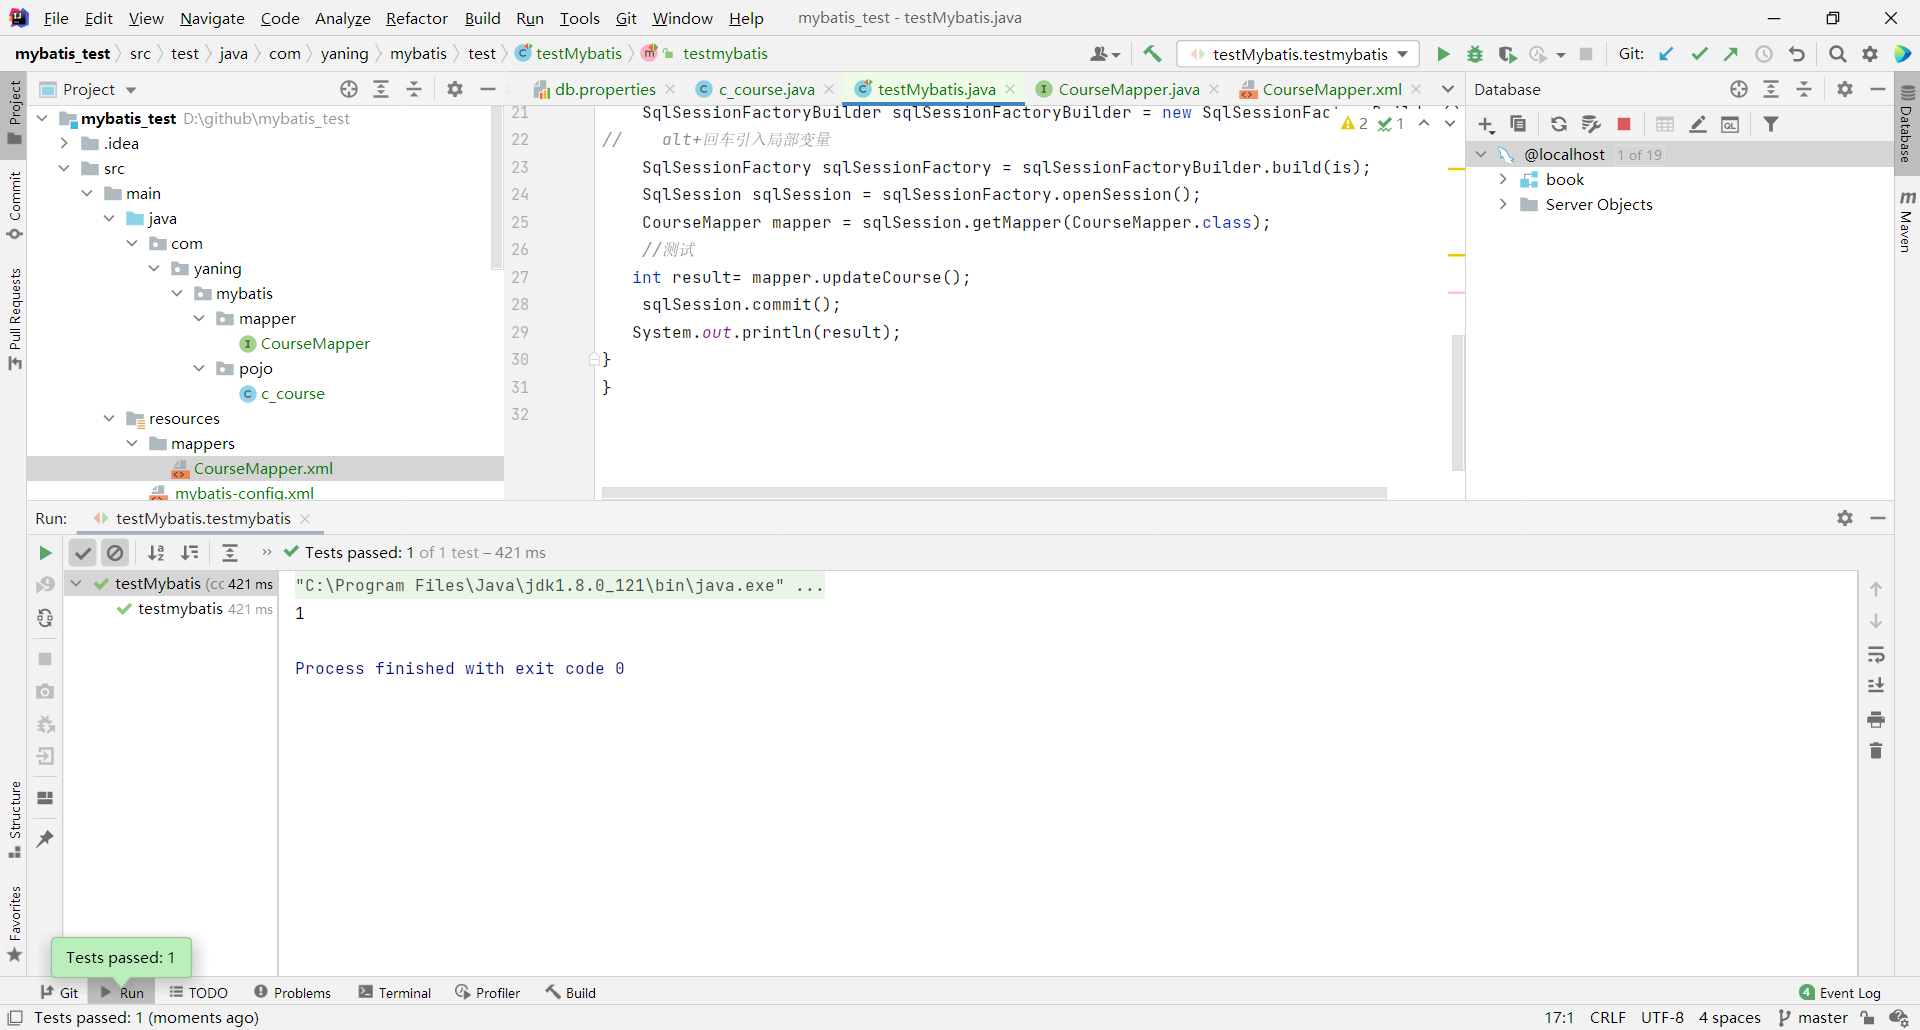 File Edit View Navigate Code Analyze Refactor Build Run Tools Git Window Help mybatis_test - testMybatis.java
mybatis_test src test java com yaning mybatis test testMybatis testmybatis testMybatis.testmybatis Git:
Project
db.properties c_course.java testMybatis.java CourseMapper.java CourseMapper.xml
Database
mybatis_test D:\github\mybatis_test
.idea
src
main
java
com
yaning
mybatis
mapper
CourseMapper
pojo
c_course
resources
mappers
CourseMapper.xml
mybatis-config.xml
21 SqlSessionFactoryBuilder sqlSessionFactoryBuilder = new SqlSessionFac
2 1
22 // alt+回车引入局部变量
23 SqlSessionFactory sqlSessionFactory = sqlSessionFactoryBuilder.build(is);
24 SqlSession sqlSession = sqlSessionFactory.openSession();
25 CourseMapper mapper = sqlSession.getMapper(CourseMapper.class);
26 //测试
27 int result= mapper.updateCourse();
28 sqlSession.commit();
29 System.out.println(result);
30 }
31 }
32
@localhost 1 of 19
book
Server Objects
Project
Commit
Pull Requests
Structure
Favorites
Database
Maven
Run: testMybatis.testmybatis
Tests passed: 1 of 1 test – 421 ms
testMybatis (cc 421 ms
testmybatis 421 ms
"C:\Program Files\Java\jdk1.8.0_121\bin\java.exe" ...
1
Process finished with exit code 0
Tests passed: 1
Git Run TODO Problems Terminal Profiler Build 4 Event Log
Tests passed: 1 (moments ago) 17:1 CRLF UTF-8 4 spaces master